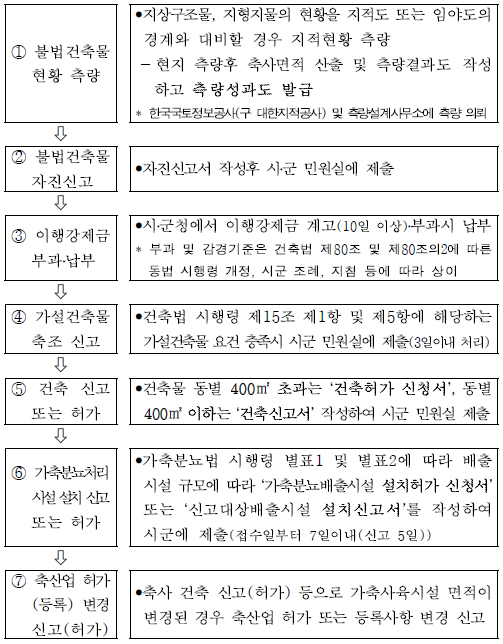 ① 불법건축물
현황 측량
●지상구조물, 지형지물의 현황을 지적도 또는 임야도의
경계와 대비할 경우 지적현황 측량
- 현지 측량후 축사면적 산출 및 측량결과도 작성
하고 측량성과도 발급
* 한국국토정보공사(구 대한지적공사) 및 측량설계사무소에 측량 의뢰
⇩
② 불법건축물
자진신고
●자진신고서 작성후 시·군 민원실에 제출
⇩
③ 이행강제금
부과·납부
●시·군청에서 이행강제금 계고(10일 이상)·부과시 납부
* 부과 및 감경기준은 건축법 제80조 및 제80조의2에 따른
동법 시행령 개정, 시군 조례, 지침 등에 따라 상이
⇩
④ 가설건축물
축조 신고
●건축법 시행령 제15조 제1항 및 제5항에 해당하는
가설건축물 요건 충족시 시군 민원실에 제출(3일이내 처리)
⇩
⑤ 건축 신고
또는 허가
●건축물 동별 400㎡ 초과는 '건축허가 신청서', 동별
400㎡ 이하는 '건축신고서' 작성하여 시군 민원실 제출
⇩
⑥ 가축분뇨처리
시설 설치 신고
또는 허가
●가축분뇨법 시행령 별표1 및 별표2에 따라 배출
시설 규모에 따라 '가축분뇨배출시설 설치허가 신청서'
또는 '신고대상배출시설 설치신고서'를 작성하여
시군에 제출(접수일부터 7일이내(신고 5일))
⇩
⑦ 축산업 허가
(등록) 변경
신고(허가)
●축사 건축 신고(허가) 등으로 가축사육시설 면적이
변경된 경우 축산업 허가 또는 등록사항 변경 신고